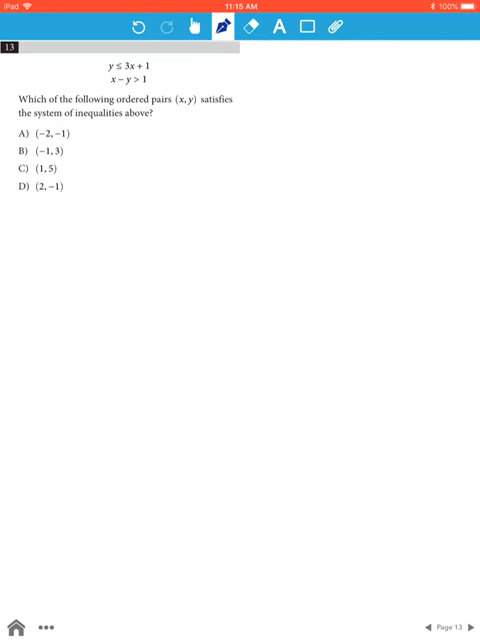 iPad 11:15 AM 100%
A
13
y ≤ 3x + 1
x − y > 1
Which of the following ordered pairs (x, y) satisfies
the system of inequalities above?
A) (−2, −1)
B) (−1, 3)
C) (1, 5)
D) (2, −1)
Page 13